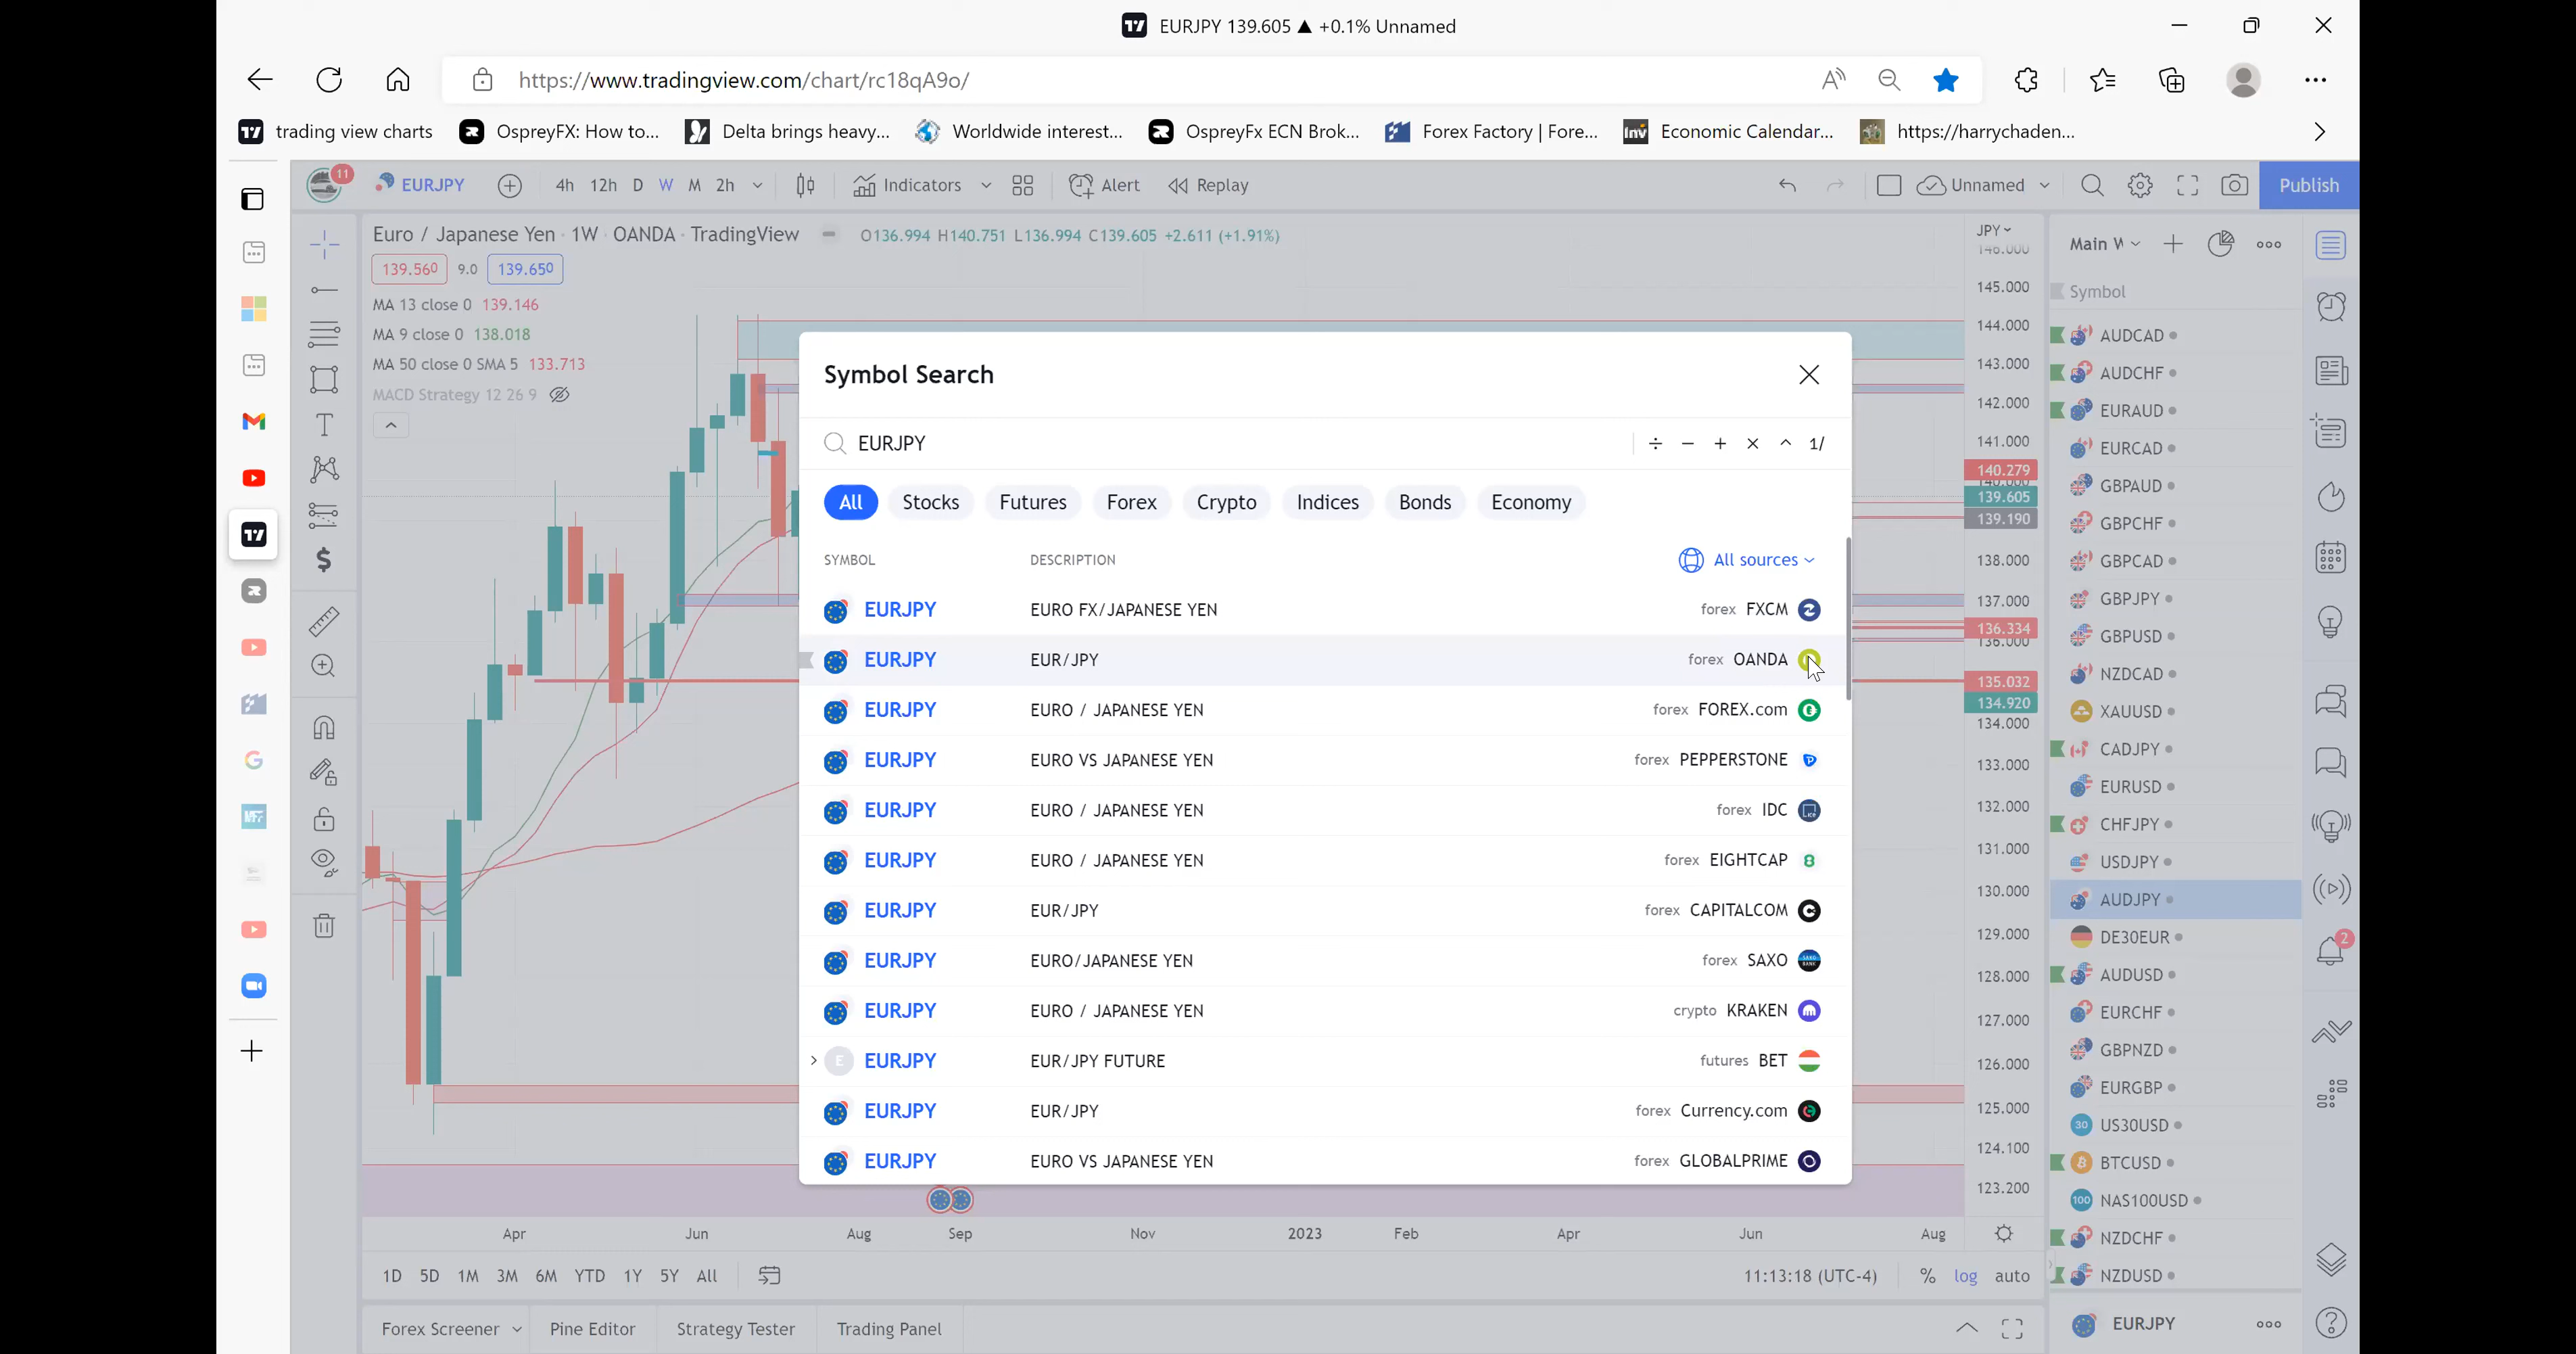 EURJPY 139.605 ▲ +0.1% Unnamed
https://www.tradingview.com/chart/rc18qA9o/
trading view charts
OspreyFX: How to...
Delta brings heavy...
Worldwide interest...
OspreyFx ECN Brok...
Forex Factory | Fore...
Economic Calendar...
https://harrychaden...
11
EURJPY
4h 12h D W M 2h
Indicators
Alert
Replay
Unnamed
Publish
Euro / Japanese Yen · 1W · OANDA · TradingView
O136.994 H140.751 L136.994 C139.605 +2.611 (+1.91%)
139.560 9.0 139.650
MA 13 close 0 139.146
MA 9 close 0 138.018
MA 50 close 0 SMA 5 133.713
MACD Strategy 12 26 9
Symbol Search
EURJPY
÷ − + × ^ 1/
All Stocks Futures Forex Crypto Indices Bonds Economy
SYMBOL DESCRIPTION All sources
EURJPY EURO FX/JAPANESE YEN forex FXCM
EURJPY EUR/JPY forex OANDA
EURJPY EURO / JAPANESE YEN forex FOREX.com
EURJPY EURO VS JAPANESE YEN forex PEPPERSTONE
EURJPY EURO / JAPANESE YEN forex IDC
EURJPY EURO / JAPANESE YEN forex EIGHTCAP
EURJPY EUR/JPY forex CAPITALCOM
EURJPY EURO/JAPANESE YEN forex SAXO
EURJPY EURO / JAPANESE YEN crypto KRAKEN
E EURJPY EUR/JPY FUTURE futures BET
EURJPY EUR/JPY forex Currency.com
EURJPY EURO VS JAPANESE YEN forex GLOBALPRIME
JPY
146.000
145.000
144.000
143.000
142.000
141.000
140.279
139.605
139.190
138.000
137.000
136.334
136.000
135.032
134.920
134.000
133.000
132.000
131.000
130.000
129.000
128.000
127.000
126.000
125.000
124.100
123.200
Main
Symbol
AUDCAD
AUDCHF
EURAUD
EURCAD
GBPAUD
GBPCHF
GBPCAD
GBPJPY
GBPUSD
NZDCAD
XAUUSD
CADJPY
EURUSD
CHFJPY
USDJPY
AUDJPY
DE30EUR
AUDUSD
EURCHF
GBPNZD
EURGBP
30 US30USD
BTCUSD
100 NAS100USD
NZDCHF
NZDUSD
EURJPY
2
Apr Jun Aug Sep Nov 2023 Feb Apr Jun Aug
1D 5D 1M 3M 6M YTD 1Y 5Y All
11:13:18 (UTC-4) % log auto
Forex Screener
Pine Editor
Strategy Tester
Trading Panel